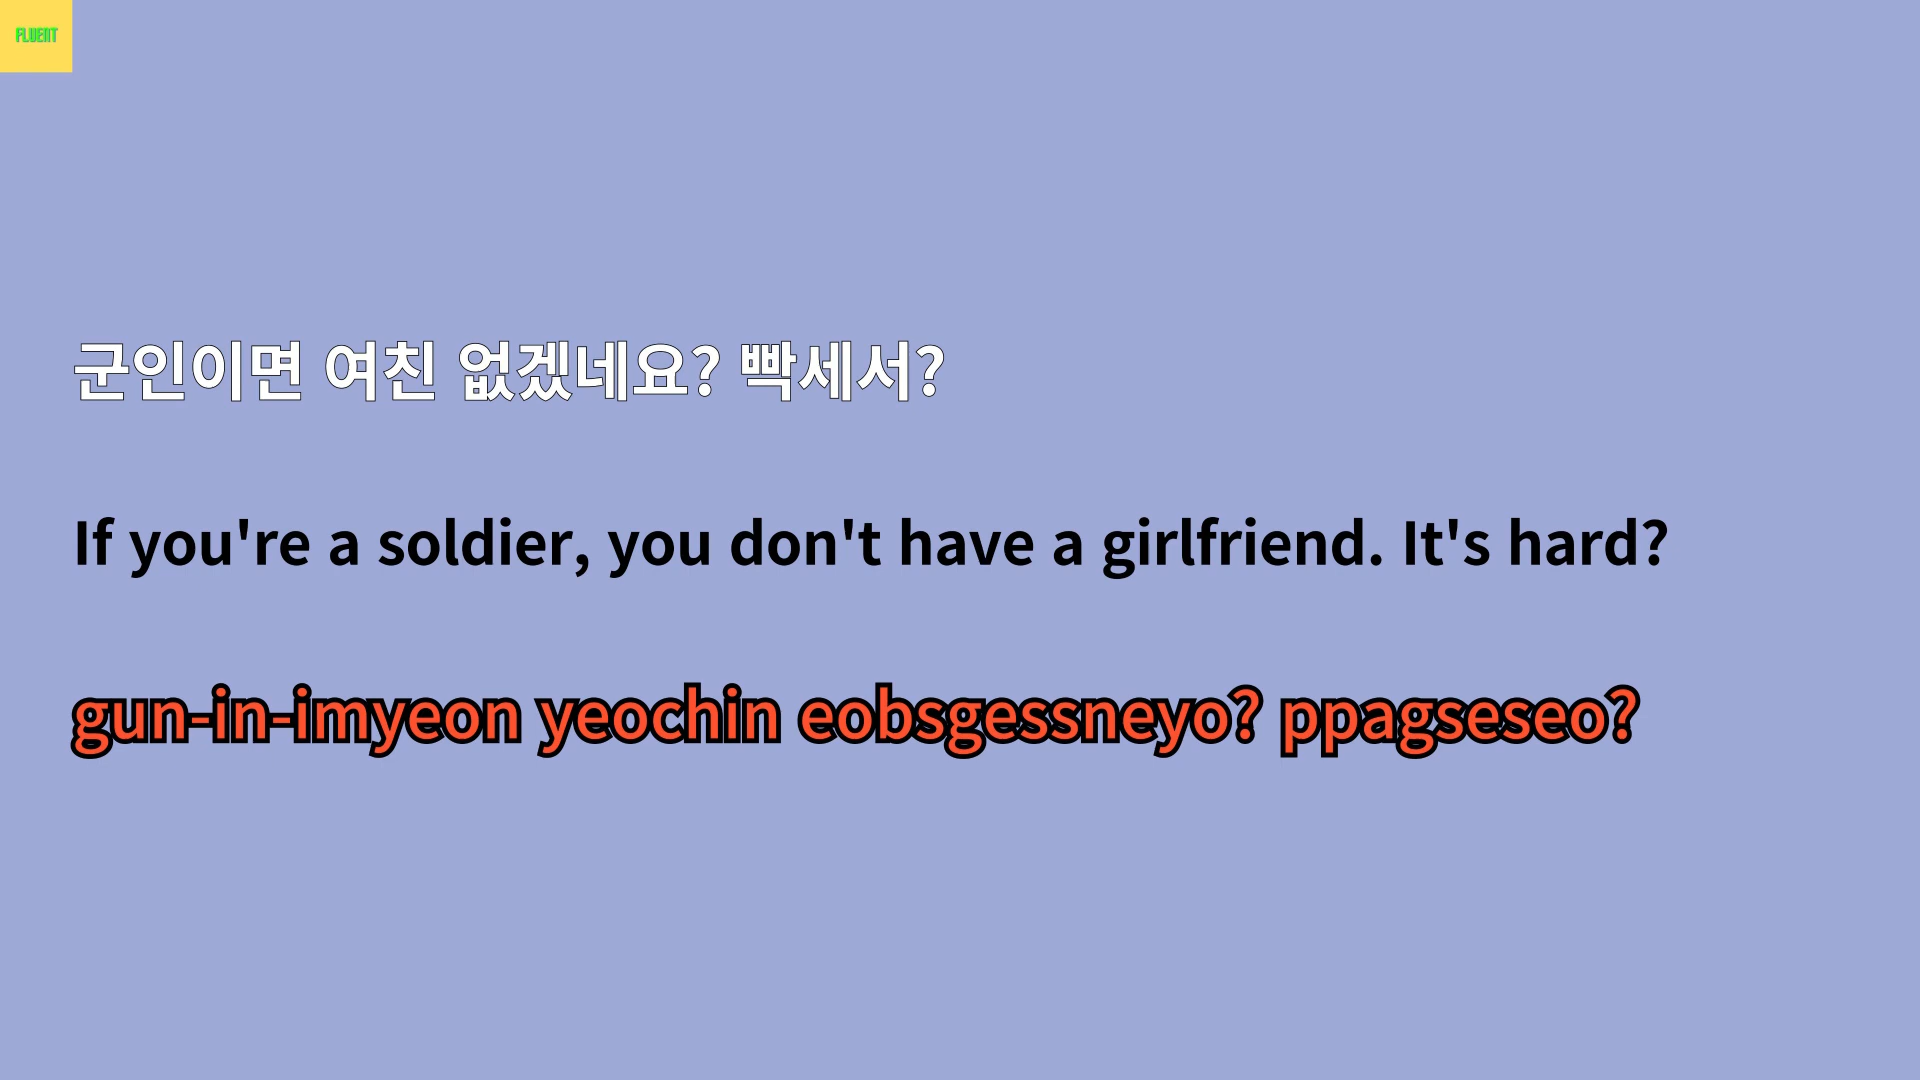 FLUENT
군인이면 여친 없겠네요? 빡세서?
If you're a soldier, you don't have a girlfriend. It's hard?
gun-in-imyeon yeochin eobsgessneyo? ppagseseo?